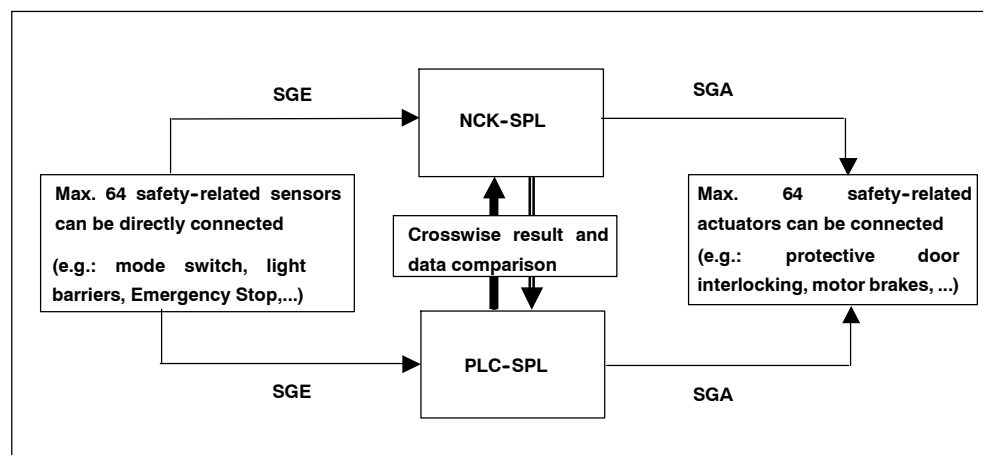 SGE
SGA
NCK-SPL
Max. 64 safety-related sensors
can be directly connected
(e.g.: mode switch, light
barriers, Emergency Stop,...)
Crosswise result and
data comparison
Max. 64 safety-related
actuators can be connected
(e.g.: protective door
interlocking, motor brakes, ...)
PLC-SPL
SGE
SGA